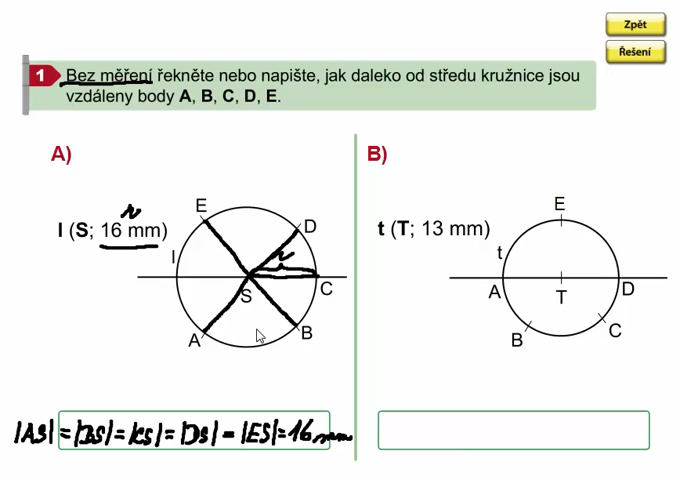 Zpět
Řešení
1 Bez měření řekněte nebo napište, jak daleko od středu kružnice jsou
vzdáleny body A, B, C, D, E.
A)
B)
r
l (S; 16 mm)
E
D
r
l
S
C
A
B
t (T; 13 mm)
E
t
A
T
D
B
C
|AS| = |BS| = |CS| = |DS| = |ES| = 16 mm